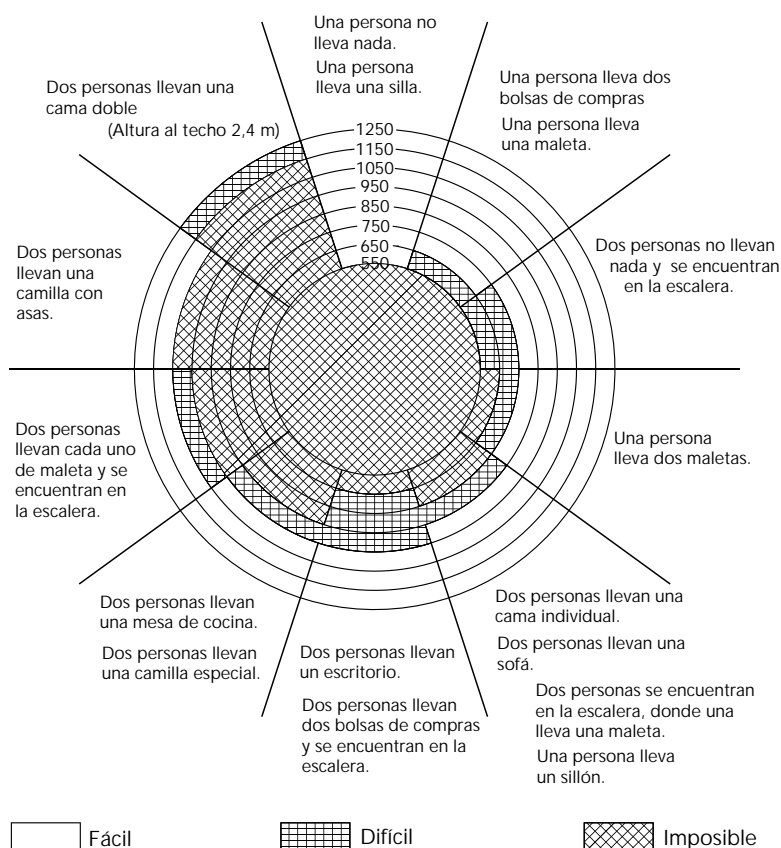 Una persona no
lleva nada.
Una persona
lleva una silla.
Una persona lleva dos
bolsas de compras
Una persona lleva
una maleta.
Dos personas llevan una
cama doble
(Altura al techo 2,4 m)
1250
1150
1050
950
850
750
650
550
Dos personas no llevan
nada y se encuentran
en la escalera.
Dos personas
llevan una
camilla con
asas.
Una persona
lleva dos maletas.
Dos personas
llevan cada uno
de maleta y se
encuentran en
la escalera.
Dos personas llevan una
cama individual.
Dos personas llevan una
sofá.
Dos personas se encuentran
en la escalera, donde una
lleva una maleta.
Una persona lleva
un sillón.
Dos personas llevan
una mesa de cocina.
Dos personas llevan
una camilla especial.
Dos personas llevan
un escritorio.
Dos personas llevan
dos bolsas de compras
y se encuentran en la
escalera.
Fácil
Difícil
Imposible